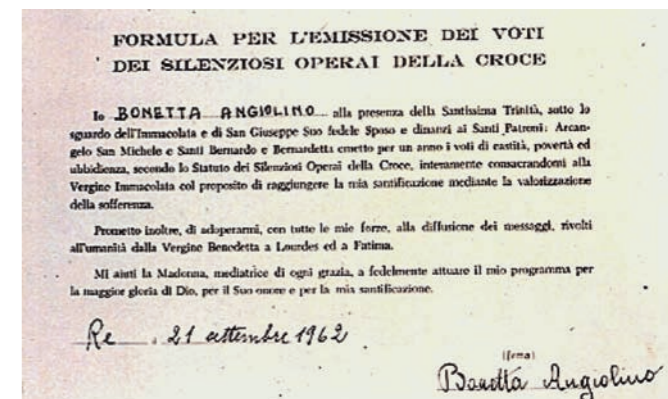 FORMULA PER L'EMISSIONE DEI VOTI
DEI SILENZIOSI OPERAI DELLA CROCE
Io BONETTA ANGIOLINO alla presenza della Santissima Trinità, sotto lo
sguardo dell'Immacolata e di San Giuseppe Suo fedele Sposo e dinanzi ai Santi Patroni: Arcan-
gelo San Michele e Santi Bernardo e Bernardetta emetto per un anno i voti di castità, povertà ed
ubbidienza, secondo lo Statuto dei Silenziosi Operai della Croce, interamente consacrandomi alla
Vergine Immacolata col proposito di raggiungere la mia santificazione mediante la valorizzazione
della sofferenza.
Prometto inoltre, di adoperarmi, con tutte le mie forze, alla diffusione dei messaggi, rivolti
all'umanità dalla Vergine Benedetta a Lourdes ed a Fatima.
Mi aiuti la Madonna, mediatrice di ogni grazia, a fedelmente attuare il mio programma per
la maggior gloria di Dio, per il Suo onore e per la mia santificazione.
Re . 21 settembre 1962
(firma)
Bonetta Angiolino